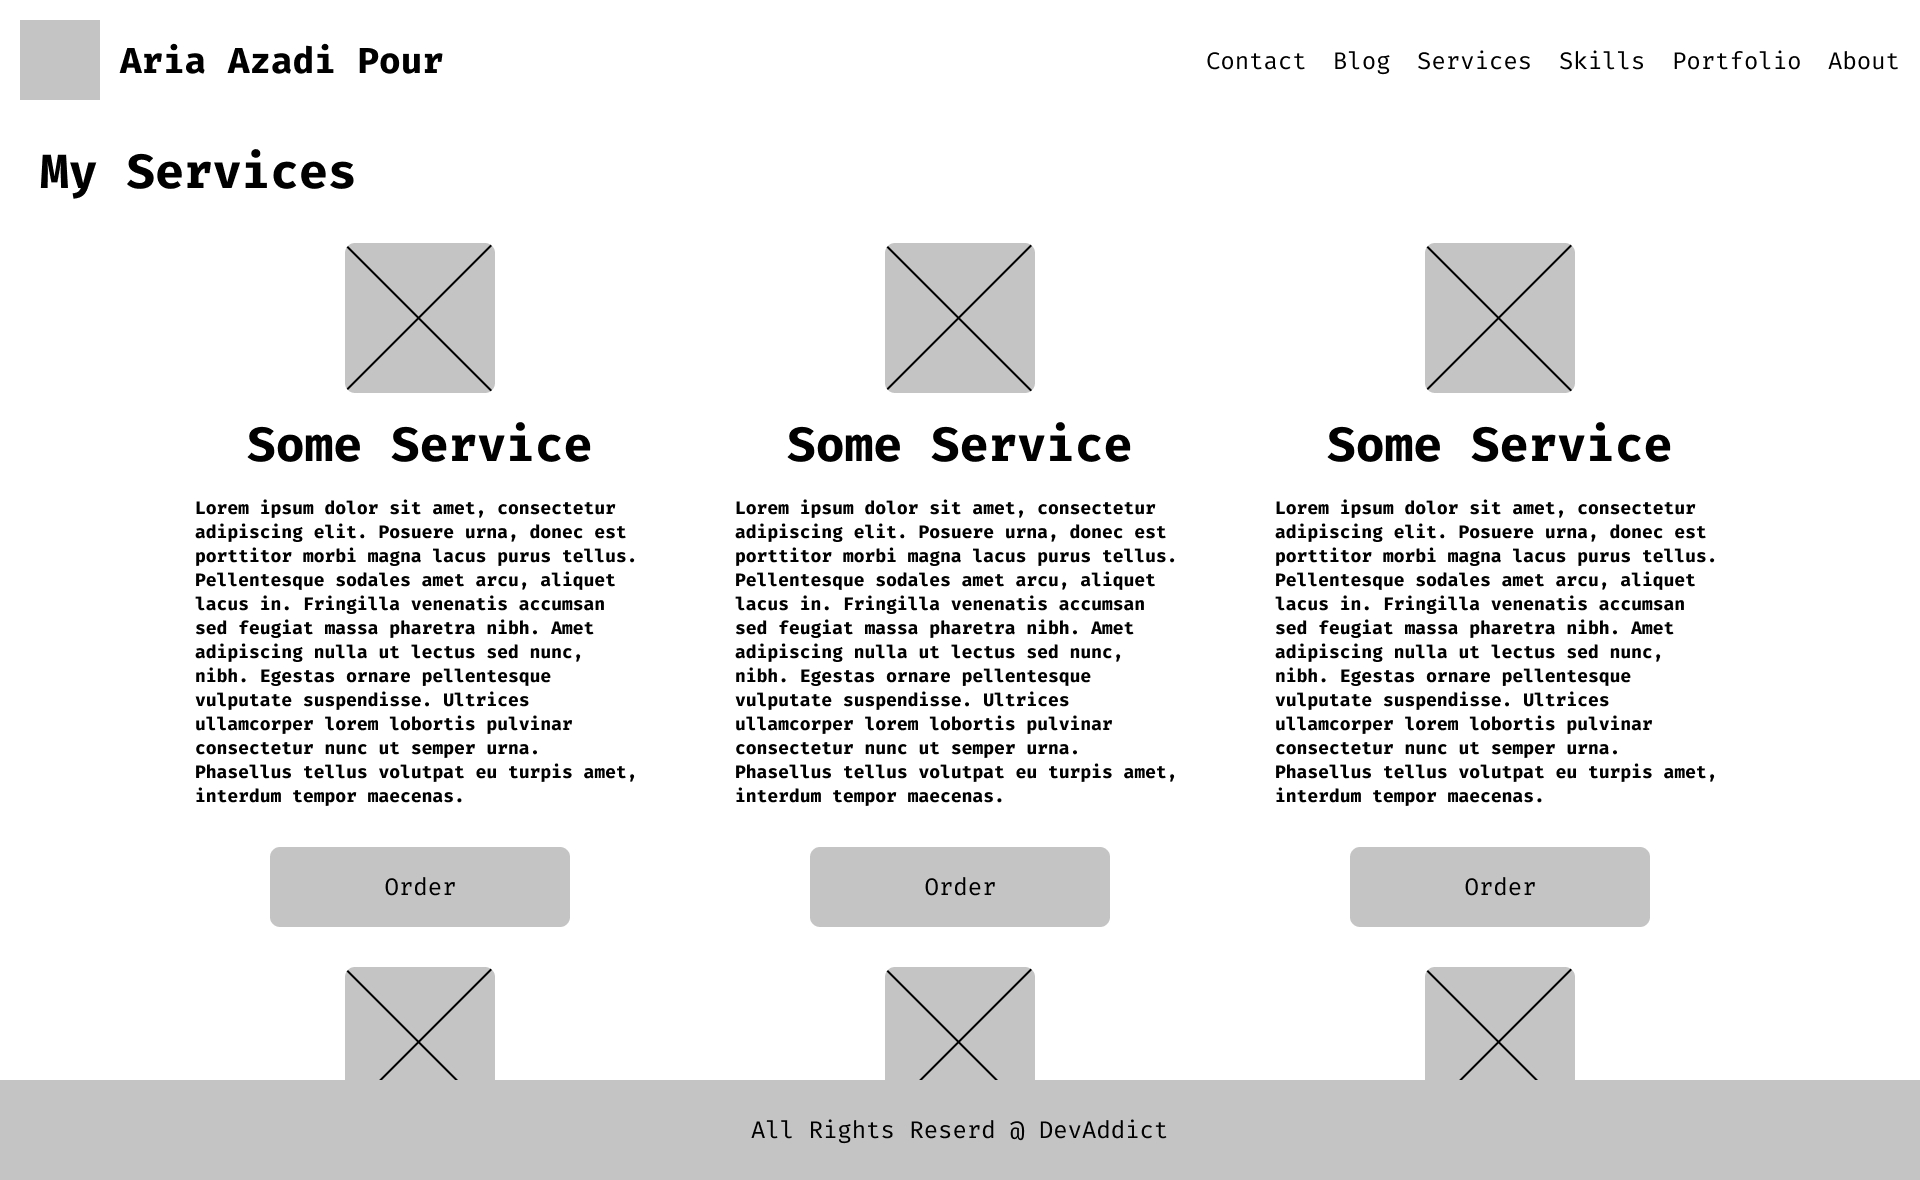 Aria Azadi Pour
Contact Blog Services Skills Portfolio About
My Services
Some Service
Lorem ipsum dolor sit amet, consectetur
adipiscing elit. Posuere urna, donec est
porttitor morbi magna lacus purus tellus.
Pellentesque sodales amet arcu, aliquet
lacus in. Fringilla venenatis accumsan
sed feugiat massa pharetra nibh. Amet
adipiscing nulla ut lectus sed nunc,
nibh. Egestas ornare pellentesque
vulputate suspendisse. Ultrices
ullamcorper lorem lobortis pulvinar
consectetur nunc ut semper urna.
Phasellus tellus volutpat eu turpis amet,
interdum tempor maecenas.
Order
Some Service
Lorem ipsum dolor sit amet, consectetur
adipiscing elit. Posuere urna, donec est
porttitor morbi magna lacus purus tellus.
Pellentesque sodales amet arcu, aliquet
lacus in. Fringilla venenatis accumsan
sed feugiat massa pharetra nibh. Amet
adipiscing nulla ut lectus sed nunc,
nibh. Egestas ornare pellentesque
vulputate suspendisse. Ultrices
ullamcorper lorem lobortis pulvinar
consectetur nunc ut semper urna.
Phasellus tellus volutpat eu turpis amet,
interdum tempor maecenas.
Order
Some Service
Lorem ipsum dolor sit amet, consectetur
adipiscing elit. Posuere urna, donec est
porttitor morbi magna lacus purus tellus.
Pellentesque sodales amet arcu, aliquet
lacus in. Fringilla venenatis accumsan
sed feugiat massa pharetra nibh. Amet
adipiscing nulla ut lectus sed nunc,
nibh. Egestas ornare pellentesque
vulputate suspendisse. Ultrices
ullamcorper lorem lobortis pulvinar
consectetur nunc ut semper urna.
Phasellus tellus volutpat eu turpis amet,
interdum tempor maecenas.
Order
All Rights Reserd @ DevAddict